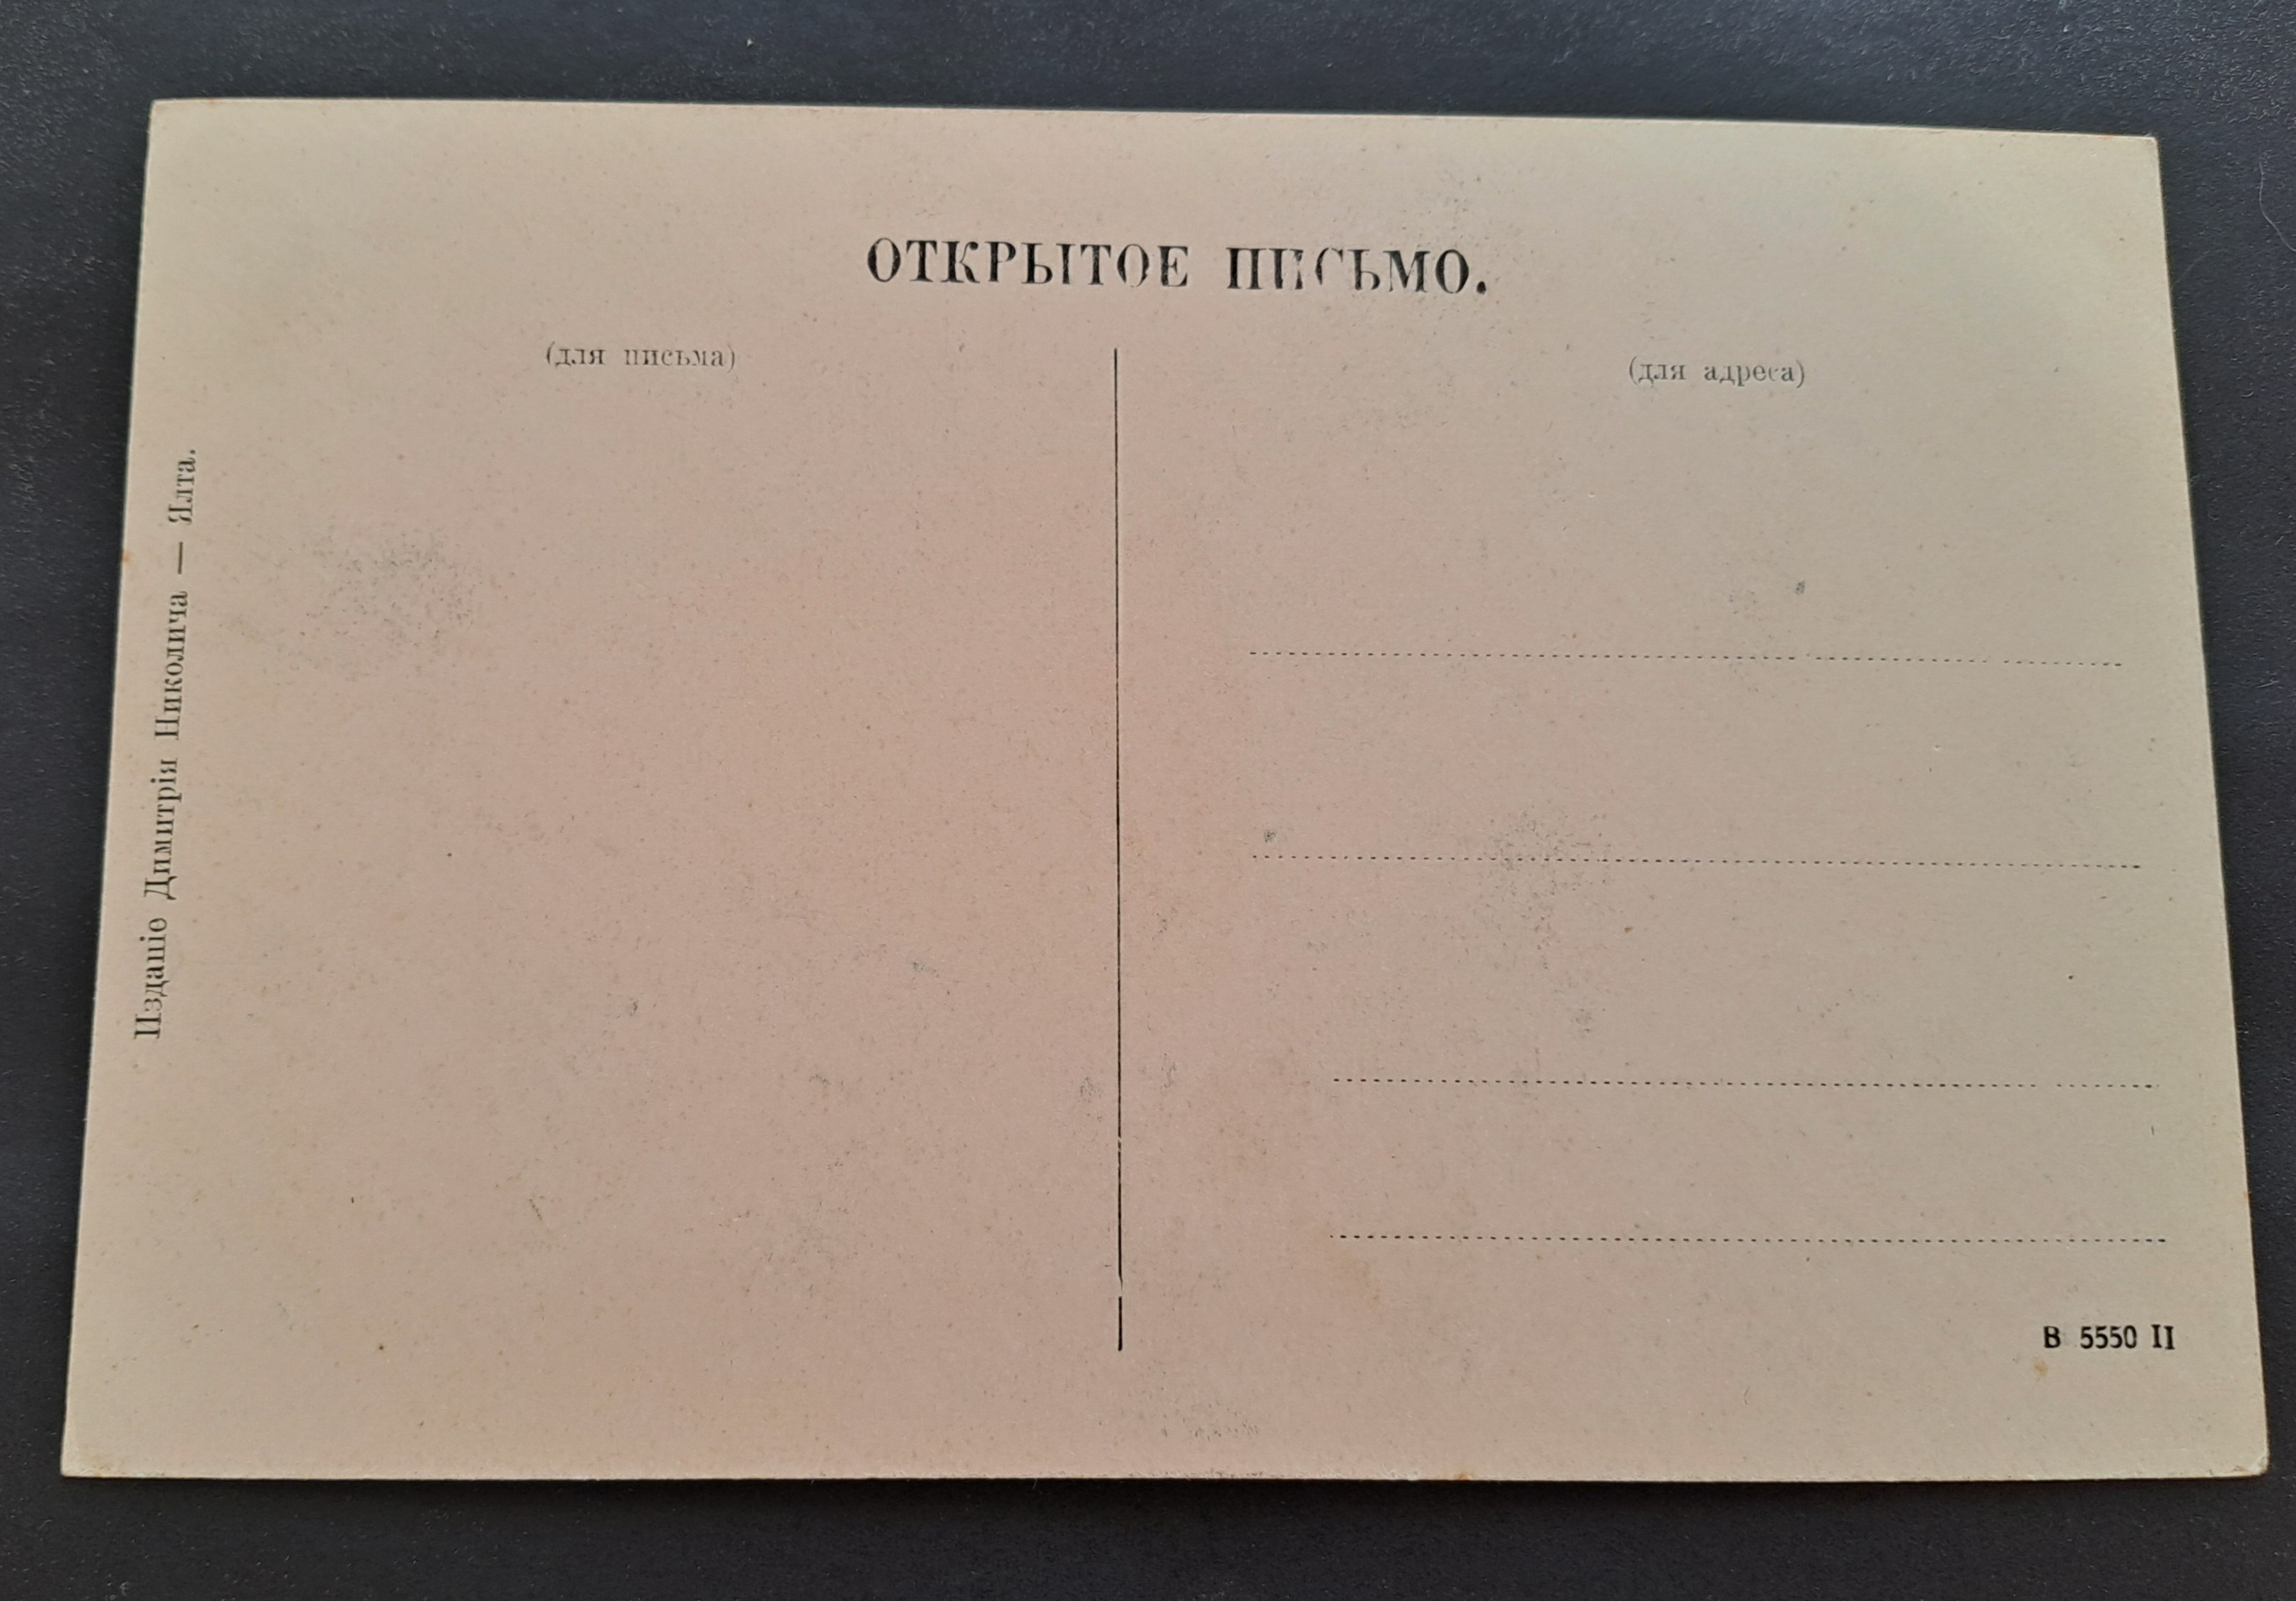 ОТКРЫТОЕ ПИСЬМО.
(для письма)
(для адреса)
Изданіе Димитрія Николича — Ялта.
В 5550 II